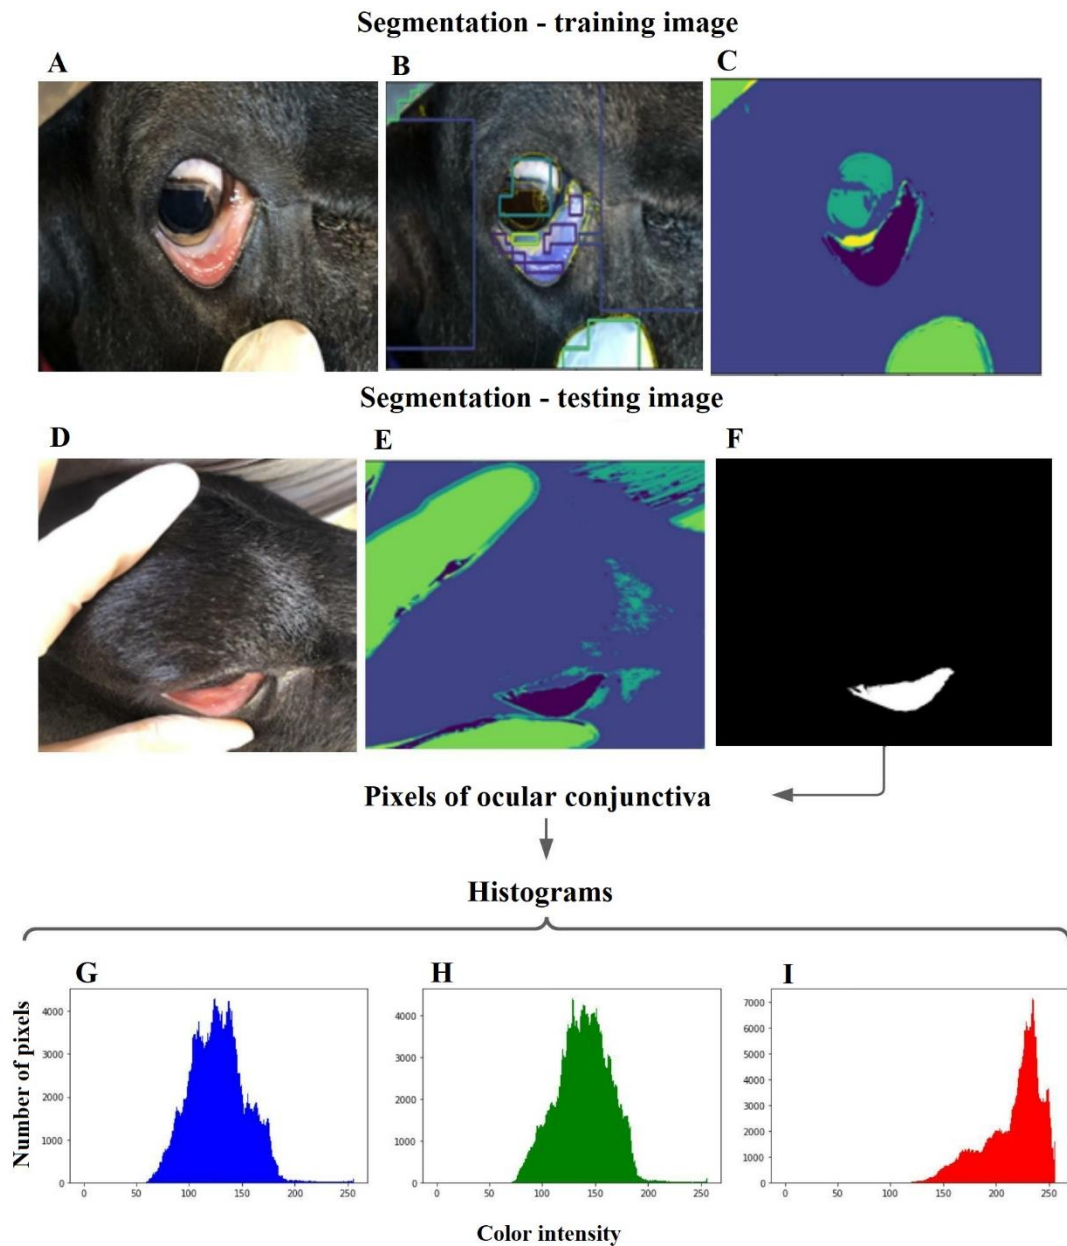 Segmentation - training image
A
B
C
Segmentation - testing image
D
E
F
Pixels of ocular conjunctiva
Histograms
G
H
I
Number of pixels
4000
3000
2000
1000
0
0 50 100 150 200 250
4000
3000
2000
1000
0
0 50 100 150 200 250
7000
6000
5000
4000
3000
2000
1000
0
0 50 100 150 200 250
Color intensity